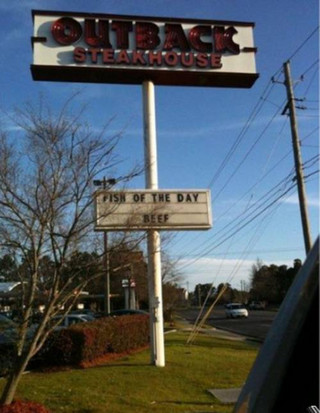 OUTBACK
STEAKHOUSE
FISH OF THE DAY
BEEF